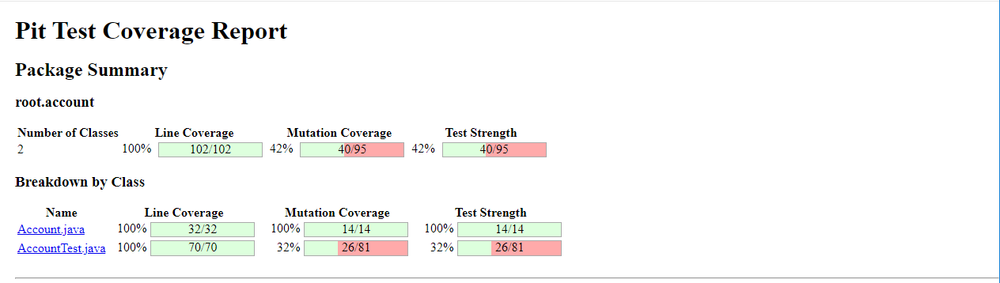 Pit Test Coverage Report
Package Summary
root.account
Number of Classes Line Coverage Mutation Coverage Test Strength
2 100% 102/102 42% 40/95 42% 40/95
Breakdown by Class
Name Line Coverage Mutation Coverage Test Strength
Account.java 100% 32/32 100% 14/14 100% 14/14
AccountTest.java 100% 70/70 32% 26/81 32% 26/81